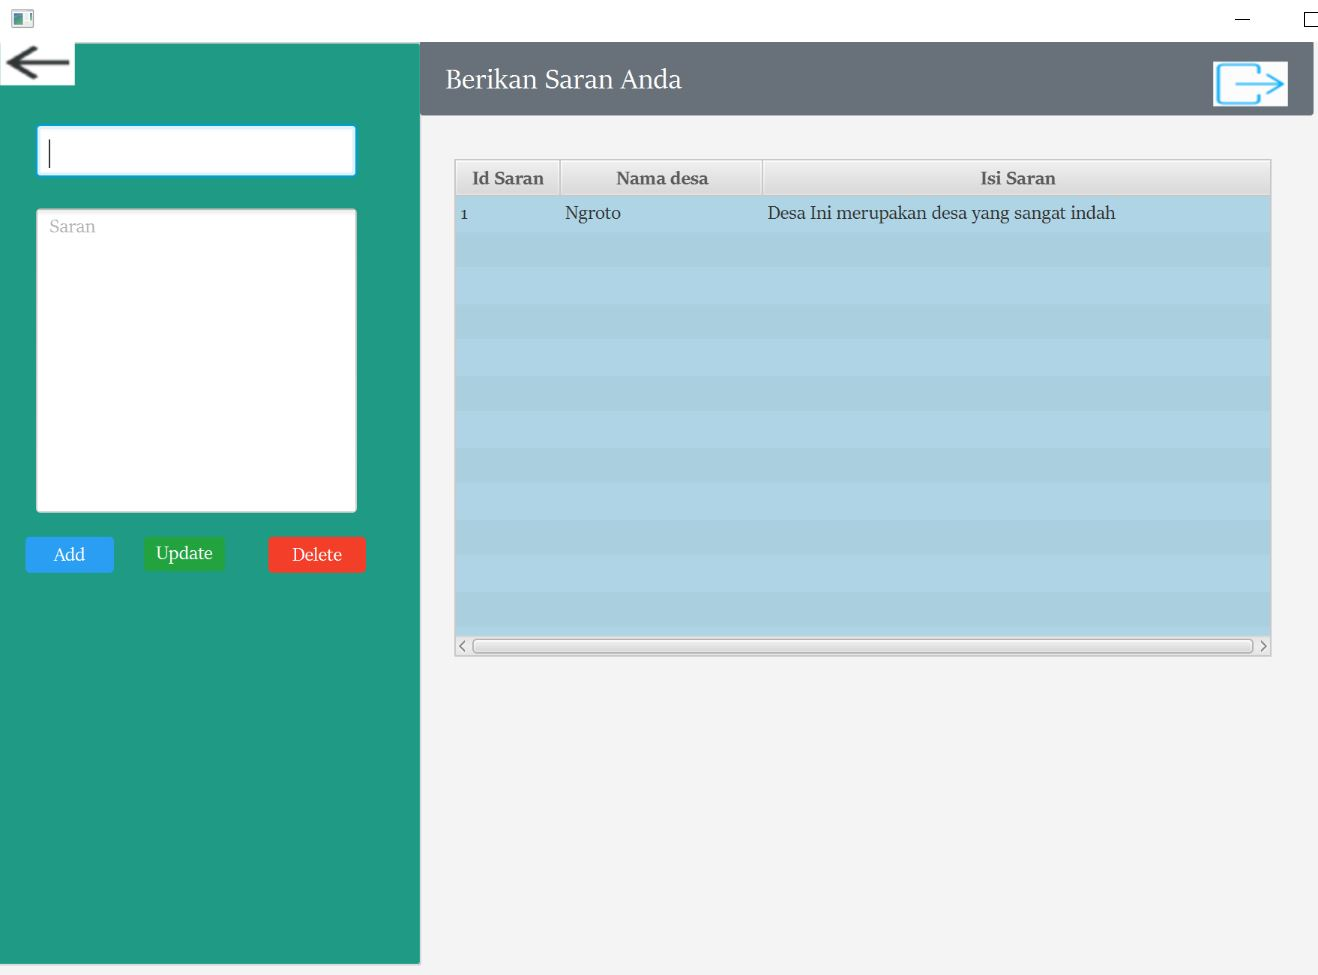 Berikan Saran Anda
Saran
Add Update Delete
Id Saran Nama desa Isi Saran
1 Ngroto Desa Ini merupakan desa yang sangat indah